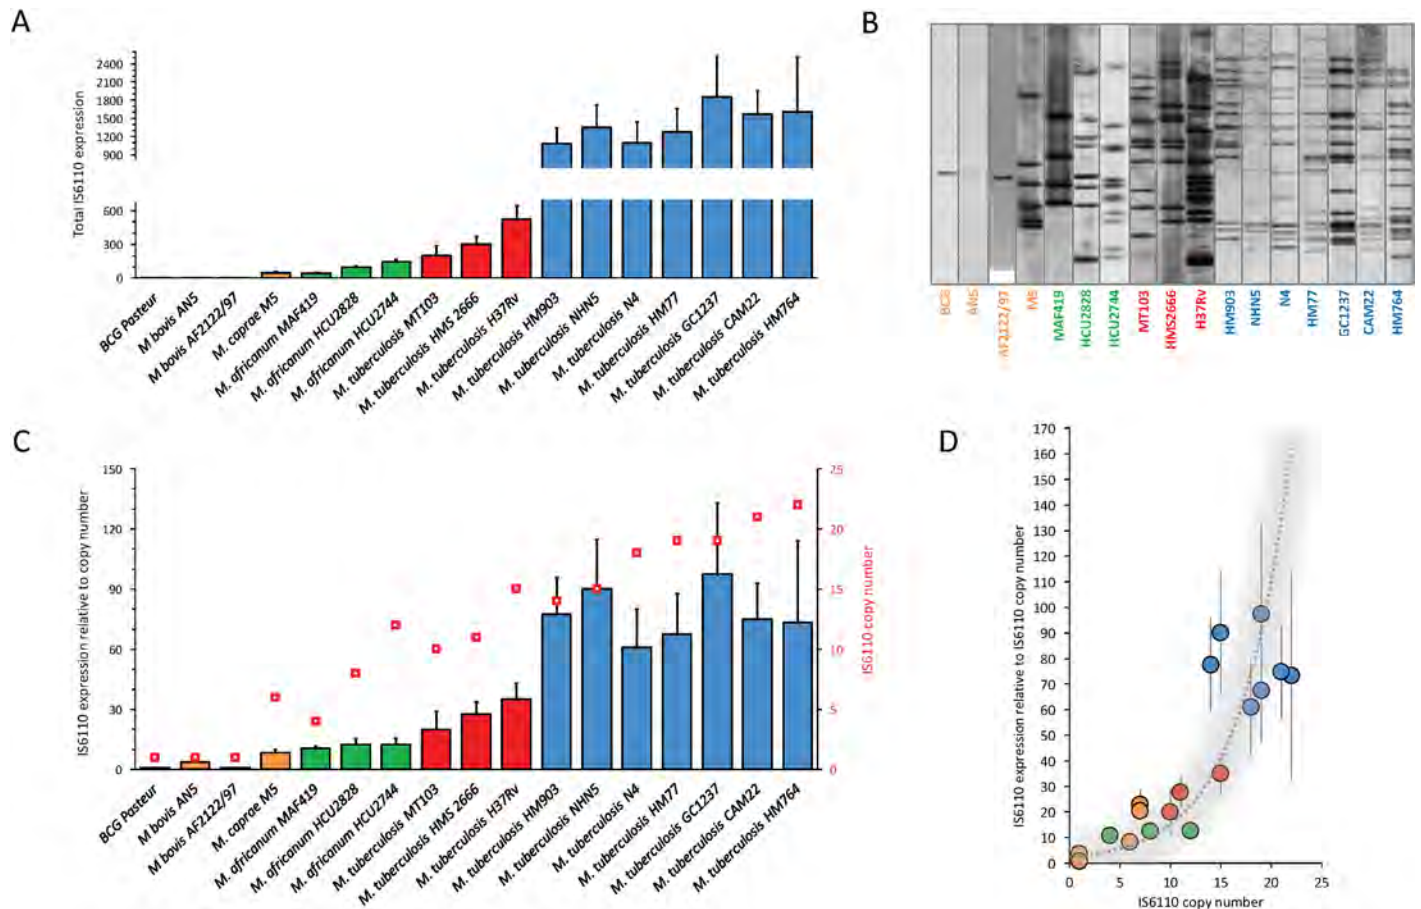 A
Total IS6110 expression
2400
2100
1800
1500
1200
900
600
300
0
BCG Pasteur
M bovis AN5
M bovis AF2122/97
M. caprae M5
M. africanum MAF419
M. africanum HCU2828
M. africanum HCU2744
M. tuberculosis MT103
M. tuberculosis HMS 2666
M. tuberculosis H37Rv
M. tuberculosis HM903
M. tuberculosis NHN5
M. tuberculosis N4
M. tuberculosis HM77
M. tuberculosis GC1237
M. tuberculosis CAM22
M. tuberculosis HM764
B
BCG
AN5
AF2122/97
M5
MAF419
HCU2828
HCU2744
MT103
HMS2666
H37Rv
HM903
NHN5
N4
HM77
GC1237
CAM22
HM764
C
IS6110 expression relative to copy number
150
120
90
60
30
0
25
20
15
10
5
0
IS6110 copy number
BCG Pasteur
M bovis AN5
M bovis AF2122/97
M. caprae M5
M. africanum MAF419
M. africanum HCU2828
M. africanum HCU2744
M. tuberculosis MT103
M. tuberculosis HMS 2666
M. tuberculosis H37Rv
M. tuberculosis HM903
M. tuberculosis NHN5
M. tuberculosis N4
M. tuberculosis HM77
M. tuberculosis GC1237
M. tuberculosis CAM22
M. tuberculosis HM764
D
IS6110 expression relative to IS6110 copy number
170
160
150
140
130
120
110
100
90
80
70
60
50
40
30
20
10
0
0 5 10 15 20 25
IS6110 copy number